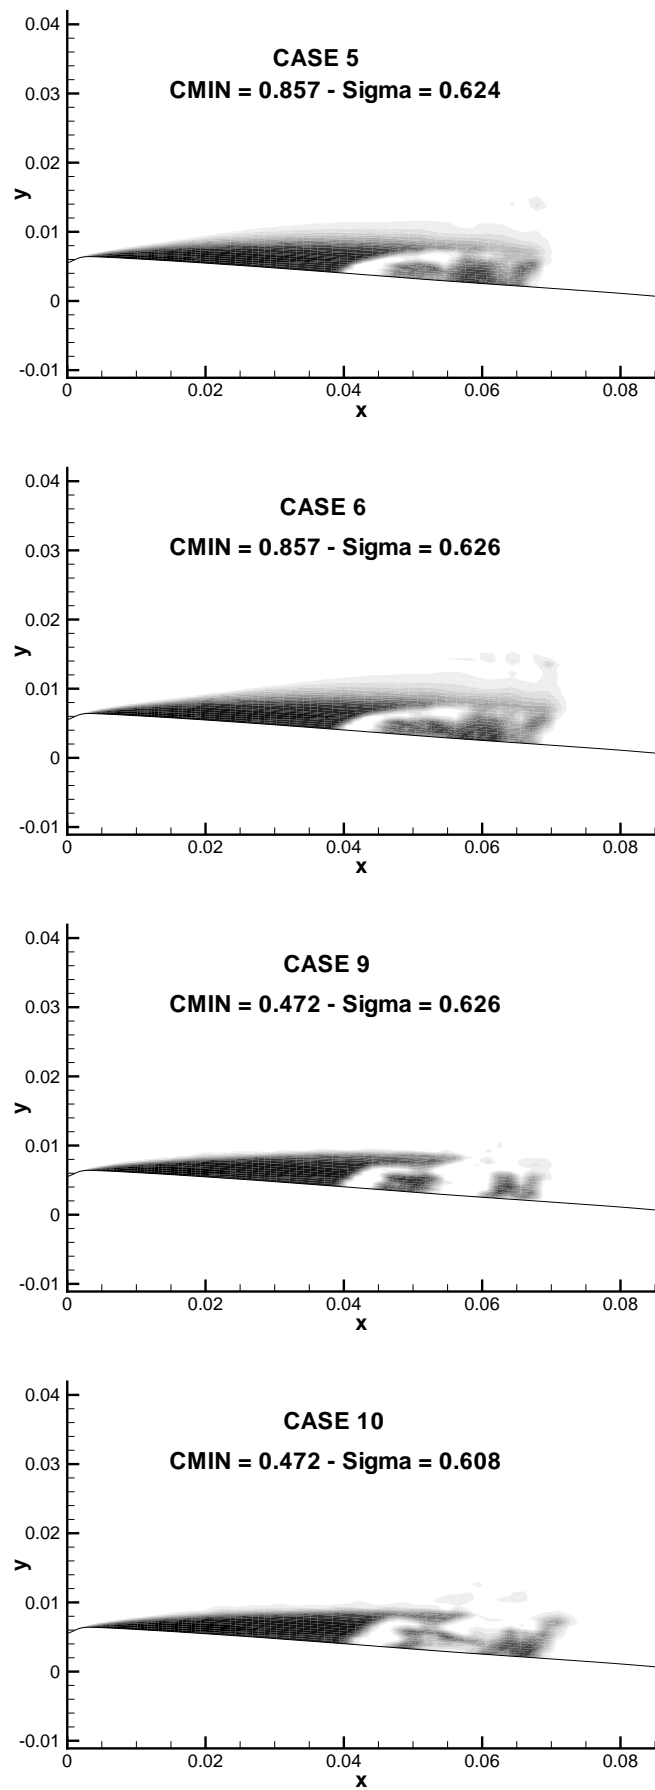 0.04
CASE 5
CMIN = 0.857 - Sigma = 0.624
0.03
0.02
y
0.01
0
-0.01
0 0.02 0.04 0.06 0.08
x
0.04
CASE 6
CMIN = 0.857 - Sigma = 0.626
0.03
0.02
y
0.01
0
-0.01
0 0.02 0.04 0.06 0.08
x
0.04
CASE 9
CMIN = 0.472 - Sigma = 0.626
0.03
0.02
y
0.01
0
-0.01
0 0.02 0.04 0.06 0.08
x
0.04
CASE 10
CMIN = 0.472 - Sigma = 0.608
0.03
0.02
y
0.01
0
-0.01
0 0.02 0.04 0.06 0.08
x